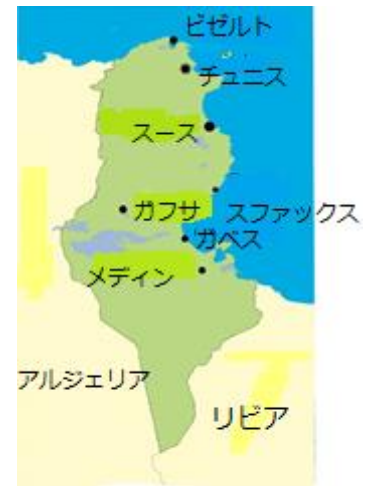 ビゼルト
チュニス
スース
ガフサ
スファックス
ガベス
メディン
アルジェリア
リビア